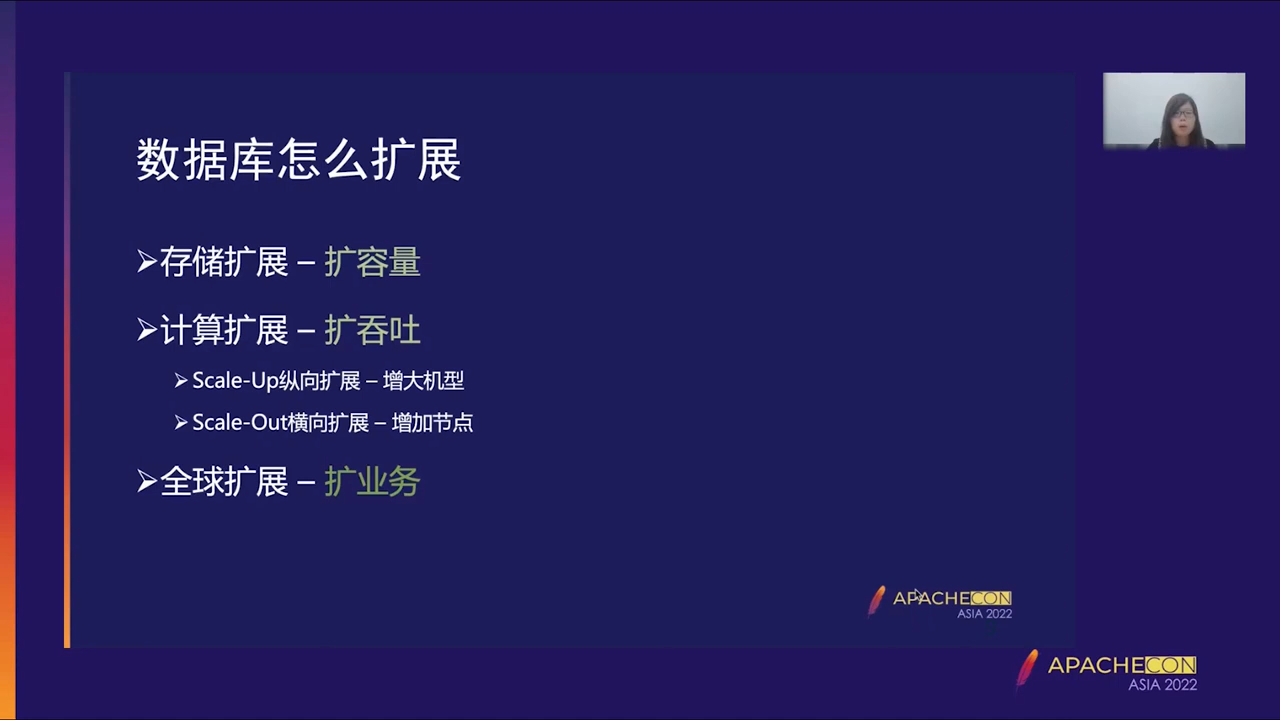 数据库怎么扩展
➢存储扩展 – 扩容量
➢计算扩展 – 扩吞吐
➢Scale-Up纵向扩展 – 增大机型
➢Scale-Out横向扩展 – 增加节点
➢全球扩展 – 扩业务
APACHECON
ASIA 2022
APACHECON
ASIA 2022